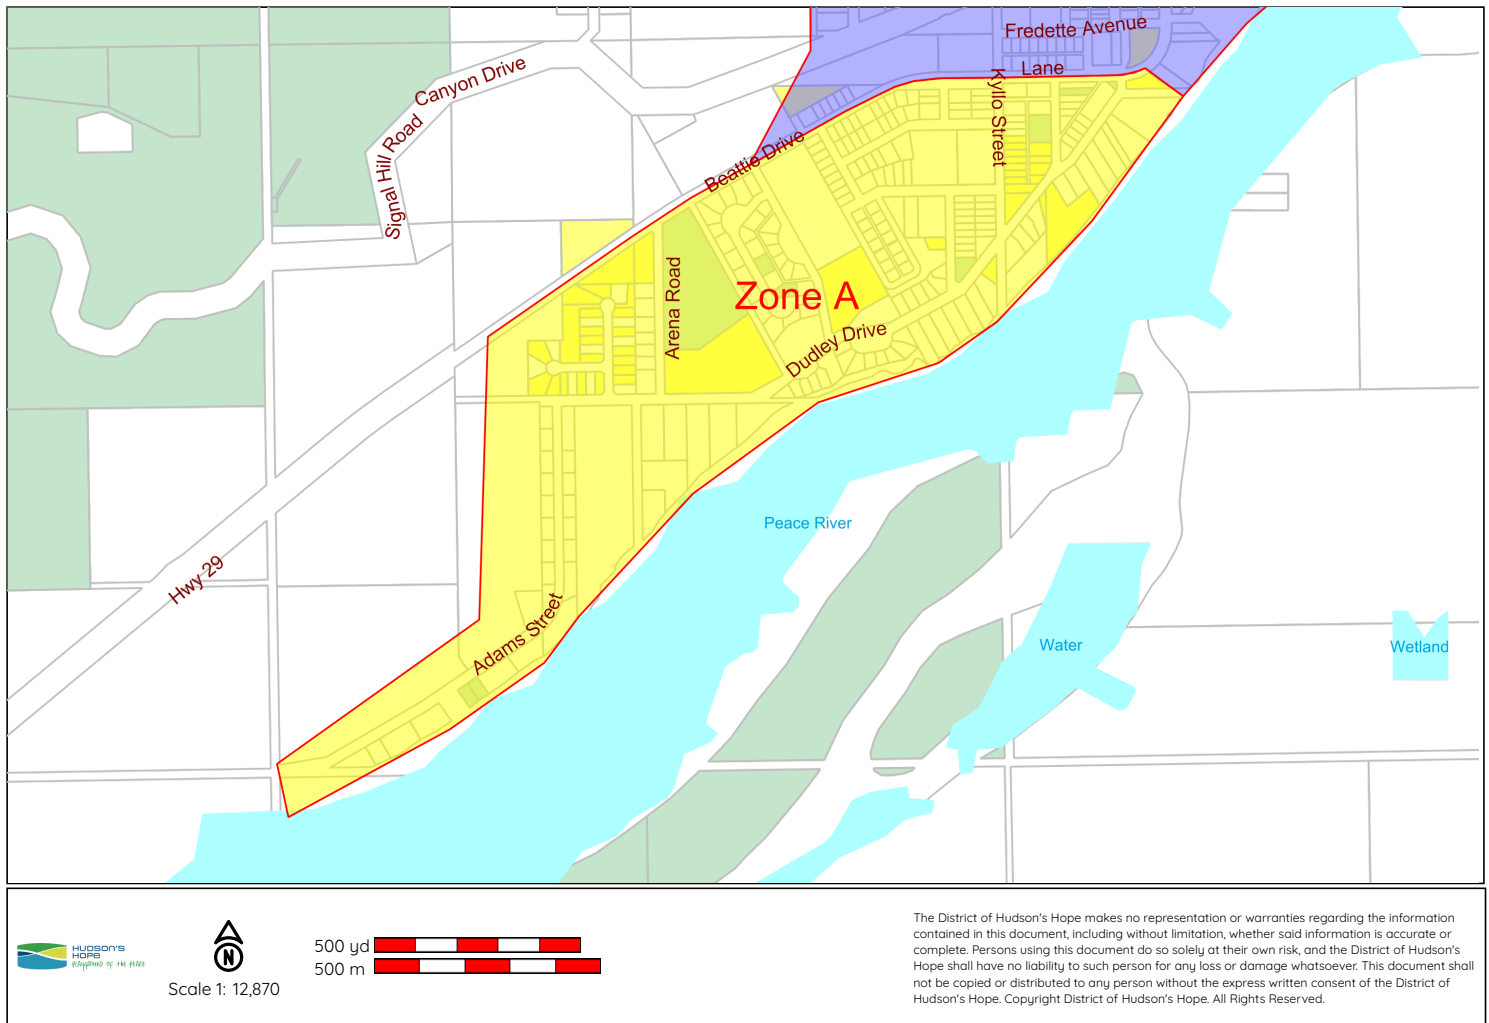 Fredette Avenue
Lane
Canyon Drive
Kyllo Street
Signal Hill Road
Beattie Drive
Arena Road
Zone A
Dudley Drive
Peace River
Hwy 29
Adams Street
Water
Wetland
HUDSON'S
HOPE
PLAYGROUND OF THE PEACE
N
Scale 1: 12,870
500 yd
500 m
The District of Hudson's Hope makes no representation or warranties regarding the information
contained in this document, including without limitation, whether said information is accurate or
complete. Persons using this document do so solely at their own risk, and the District of Hudson's
Hope shall have no liability to such person for any loss or damage whatsoever. This document shall
not be copied or distributed to any person without the express written consent of the District of
Hudson's Hope. Copyright District of Hudson's Hope. All Rights Reserved.